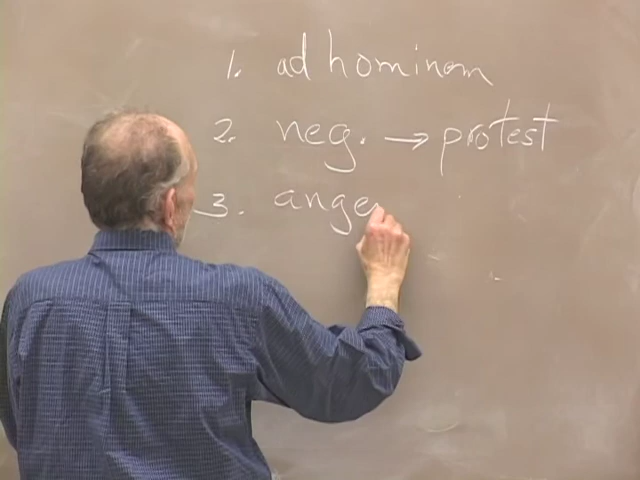 1. ad hominem
2. neg. → protest
3. ange